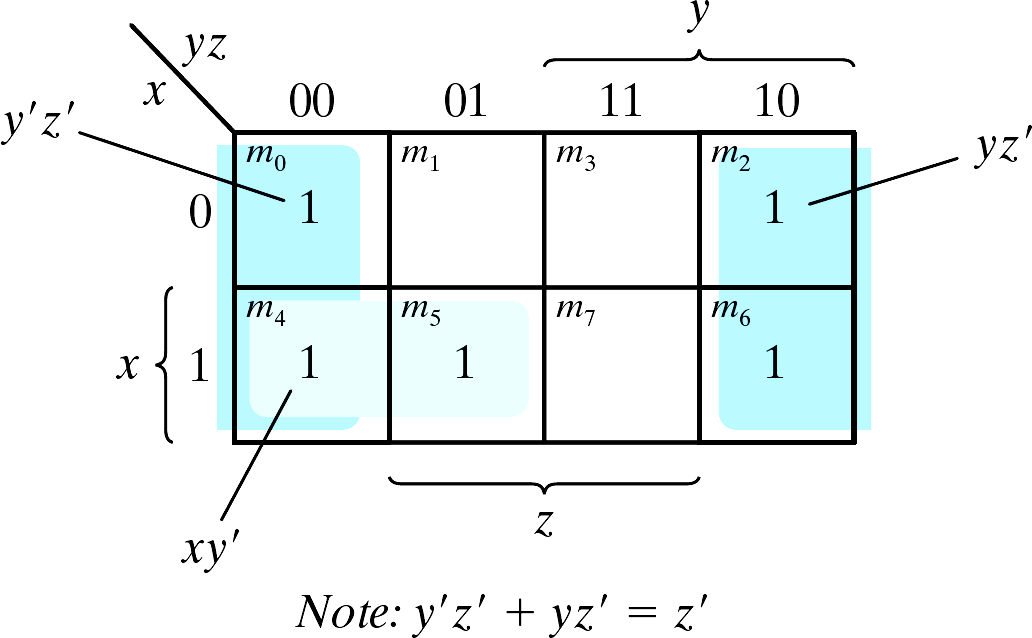 y
yz
x
00 01 11 10
y′z′
yz′
m₀ m₁ m₃ m₂
0 1 1
m₄ m₅ m₇ m₆
x 1 1 1 1
z
xy′
Note: y′z′ + yz′ = z′